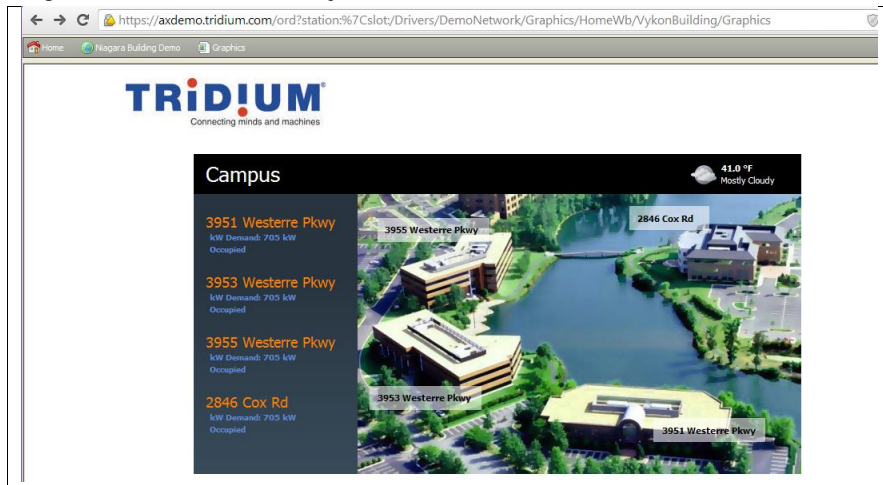 https://axdemo.tridium.com/ord?station:%7Cslot:/Drivers/DemoNetwork/Graphics/HomeWb/VykonBuilding/Graphics
Home Niagara Building Demo Graphics
TRiDiUM®
Connecting minds and machines
Campus
41.0 °F
Mostly Cloudy
3951 Westerre Pkwy
kW Demand: 705 kW
Occupied
3953 Westerre Pkwy
kW Demand: 705 kW
Occupied
3955 Westerre Pkwy
kW Demand: 705 kW
Occupied
2846 Cox Rd
kW Demand: 705 kW
Occupied
2846 Cox Rd
3955 Westerre Pkwy
3953 Westerre Pkwy
3951 Westerre Pkwy